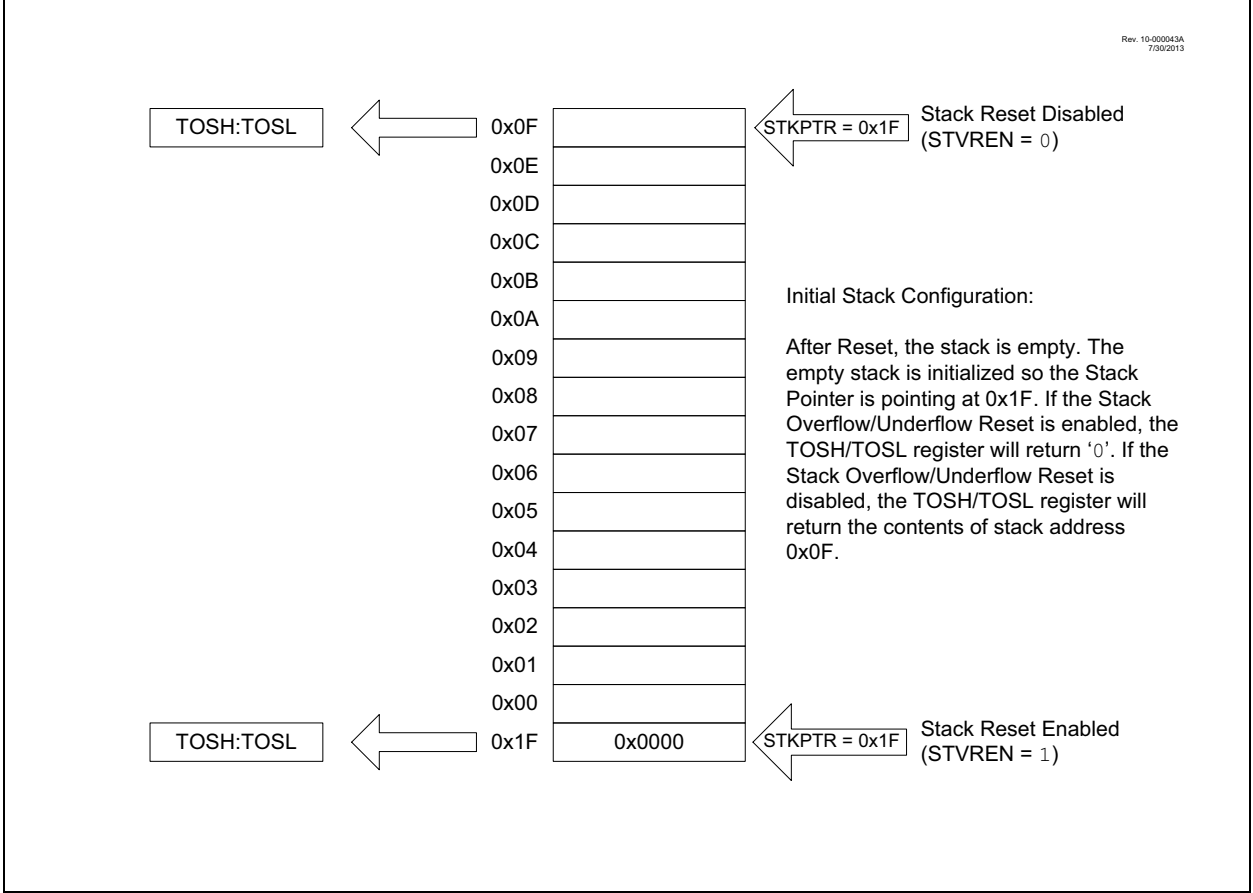 Rev. 10-000043A
7/30/2013
TOSH:TOSL
0x0F
STKPTR = 0x1F
Stack Reset Disabled
(STVREN = 0)
0x0E
0x0D
0x0C
0x0B
0x0A
0x09
0x08
0x07
0x06
0x05
0x04
0x03
0x02
0x01
0x00
Initial Stack Configuration:
After Reset, the stack is empty. The
empty stack is initialized so the Stack
Pointer is pointing at 0x1F. If the Stack
Overflow/Underflow Reset is enabled, the
TOSH/TOSL register will return ‘0’. If the
Stack Overflow/Underflow Reset is
disabled, the TOSH/TOSL register will
return the contents of stack address
0x0F.
TOSH:TOSL
0x1F
0x0000
STKPTR = 0x1F
Stack Reset Enabled
(STVREN = 1)